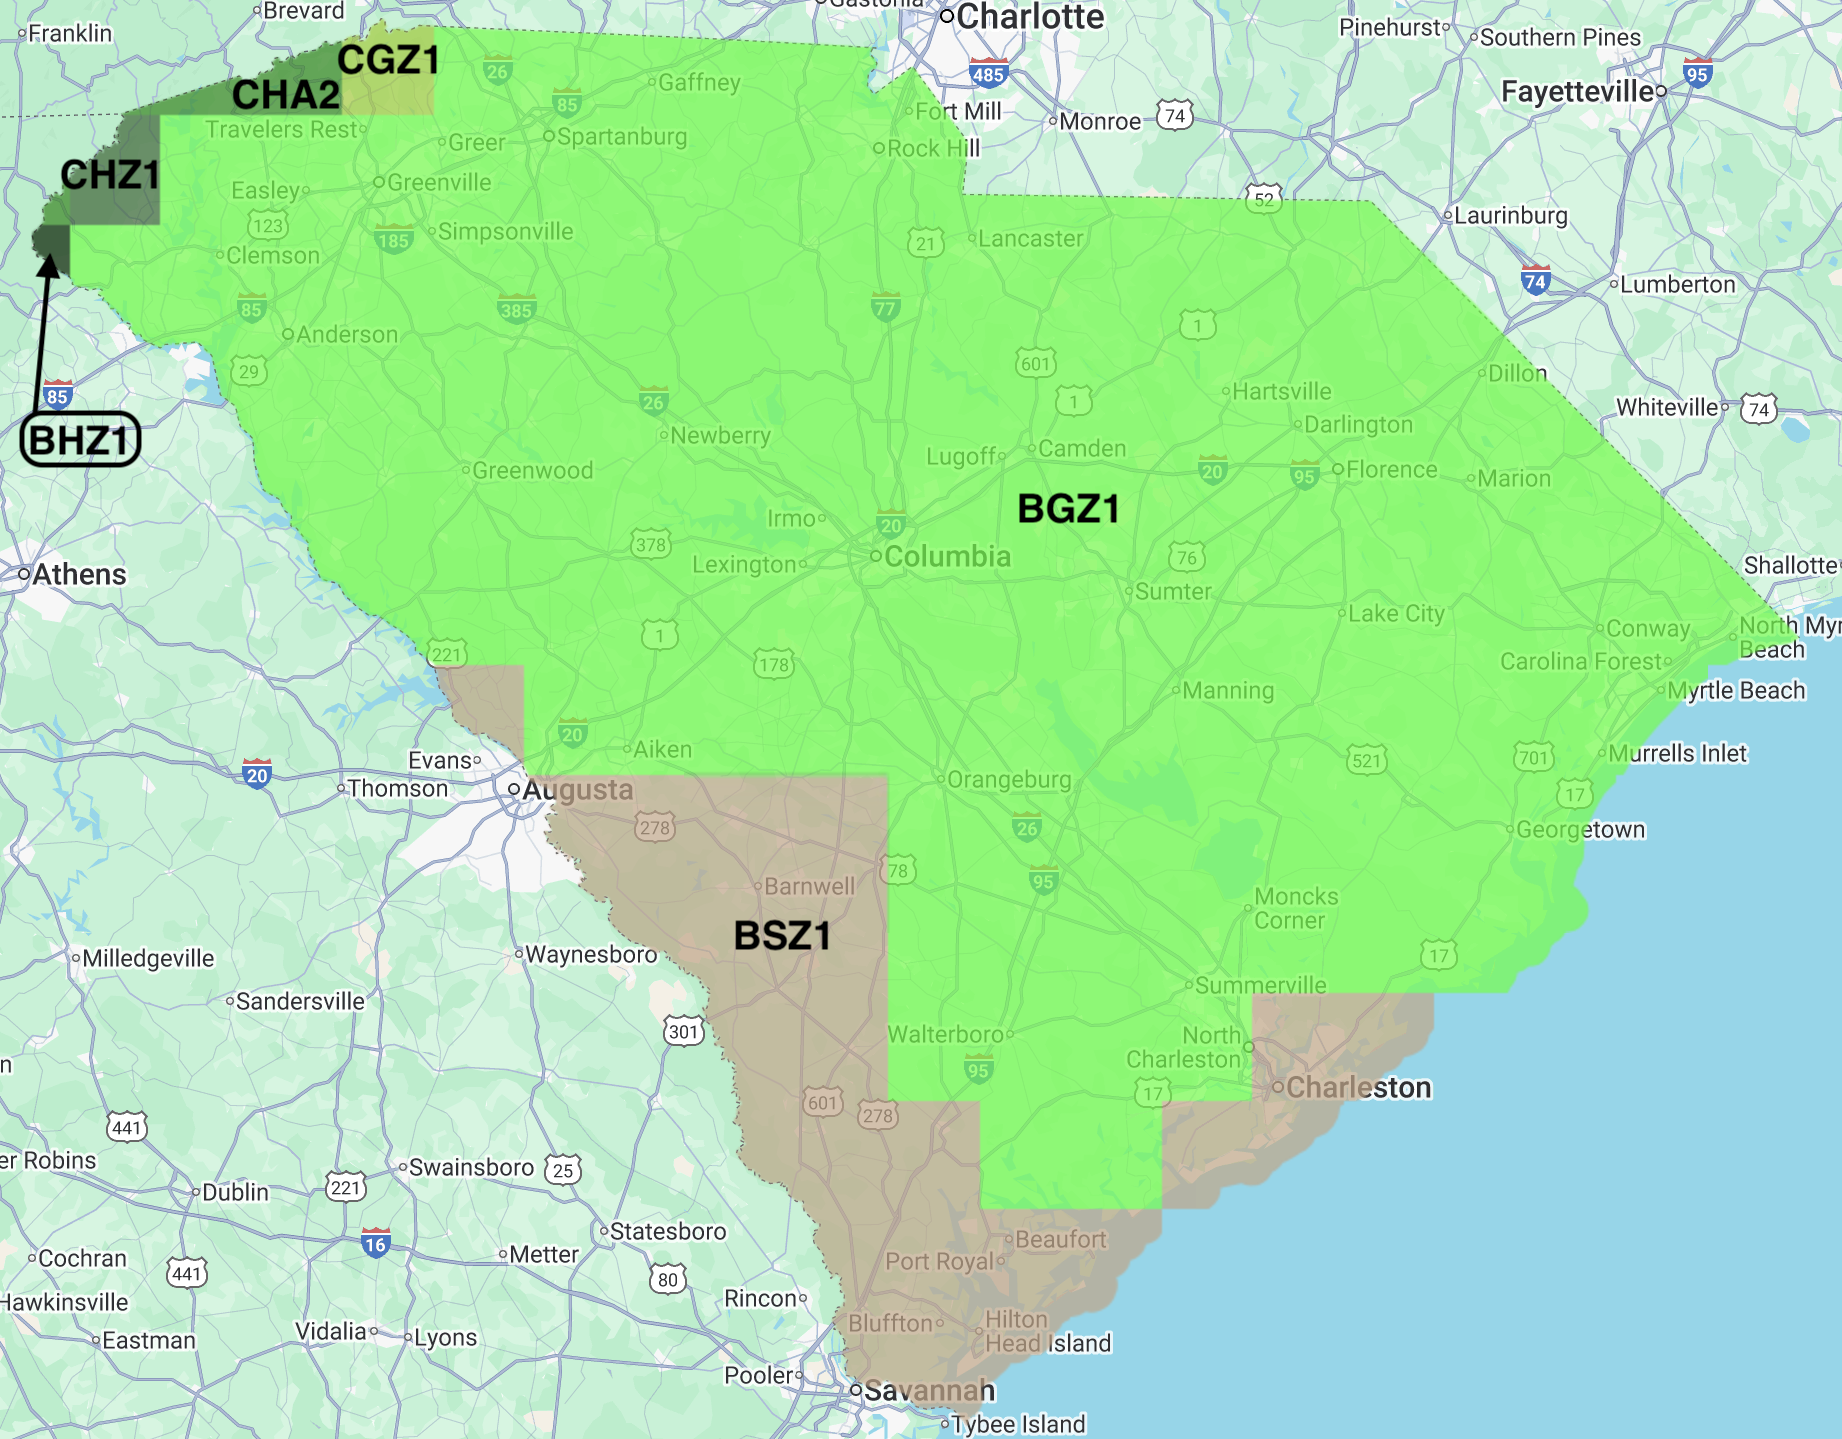 Brevard
Gastonia
Charlotte
Franklin
Pinehurst
Southern Pines
CGZ1
26
485
95
CHA2
85
Gaffney
Fayetteville
Fort Mill
Monroe
74
Travelers Rest
Greer
Spartanburg
Rock Hill
CHZ1
Easley
Greenville
52
123
185
Simpsonville
21
Lancaster
Laurinburg
Clemson
74
Lumberton
85
385
77
1
Anderson
29
601
Dillon
85
26
1
Hartsville
Whiteville
74
BHZ1
Newberry
Darlington
Lugoff
Camden
Greenwood
20
95
Florence
Marion
BGZ1
Irmo
20
378
Columbia
76
Lexington
Athens
Shallotte
Sumter
Lake City
1
Conway
North Myr
Beach
221
178
Carolina Forest
Manning
Myrtle Beach
20
Aiken
Evans
521
701
Murrells Inlet
20
Thomson
Augusta
Orangeburg
17
278
26
Georgetown
78
95
Barnwell
Moncks
Corner
BSZ1
Milledgeville
Waynesboro
17
Sandersville
Summerville
301
Walterboro
North
Charleston
n
95
17
Charleston
441
601
278
er Robins
Swainsboro
25
Dublin
221
Statesboro
Beaufort
16
Cochran
Metter
Port Royal
441
80
Hawkinsville
Rincon
Eastman
Vidalia
Lyons
Bluffton
Hilton
Head Island
Pooler
Savannah
Tybee Island